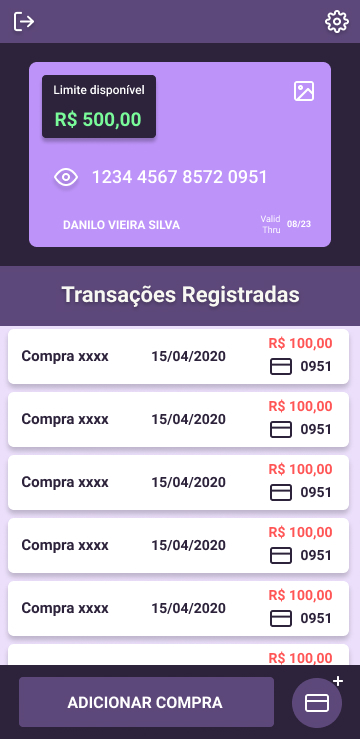 Limite disponível
R$ 500,00
1234 4567 8572 0951
DANILO VIEIRA SILVA
Valid Thru 08/23
Transações Registradas
R$ 100,00
Compra xxxx 15/04/2020 0951
R$ 100,00
Compra xxxx 15/04/2020 0951
R$ 100,00
Compra xxxx 15/04/2020 0951
R$ 100,00
Compra xxxx 15/04/2020 0951
R$ 100,00
Compra xxxx 15/04/2020 0951
R$ 100,00
ADICIONAR COMPRA